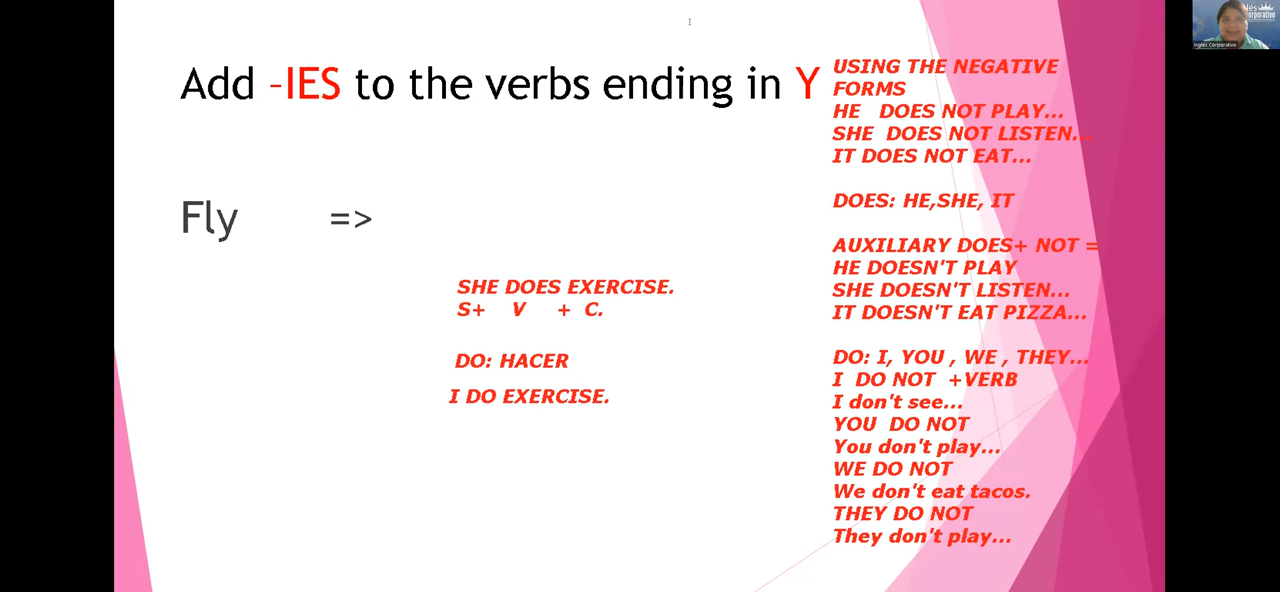 Add –IES to the verbs ending in Y
Fly =>
SHE DOES EXERCISE.
S+ V + C.
DO: HACER
I DO EXERCISE.
USING THE NEGATIVE
FORMS
HE DOES NOT PLAY...
SHE DOES NOT LISTEN...
IT DOES NOT EAT...
DOES: HE,SHE, IT
AUXILIARY DOES+ NOT =
HE DOESN'T PLAY
SHE DOESN'T LISTEN...
IT DOESN'T EAT PIZZA...
DO: I, YOU , WE , THEY...
I DO NOT +VERB
I don't see...
YOU DO NOT
You don't play...
WE DO NOT
We don't eat tacos.
THEY DO NOT
They don't play...
Inglés Corporativo